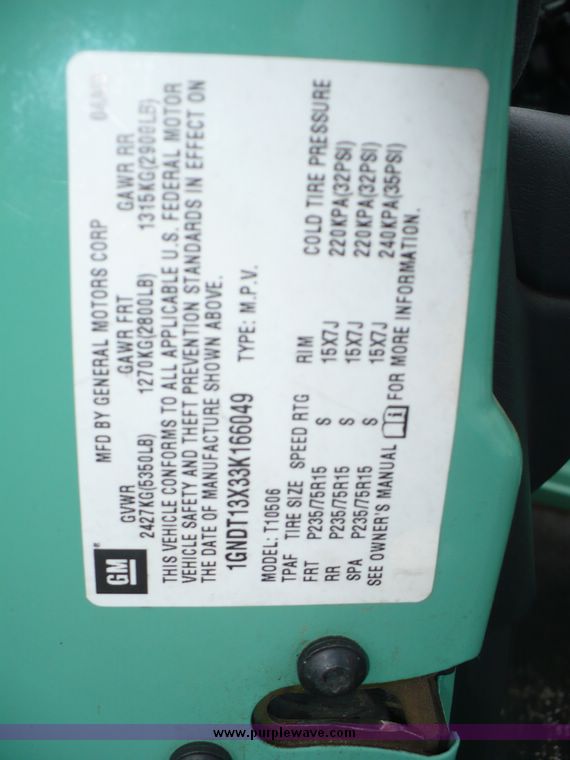 MFD BY GENERAL MOTORS CORP
GVWR GAWR FRT GAWR RR
2427KG(5350LB) 1270KG(2800LB) 1315KG(2900LB)
THIS VEHICLE CONFORMS TO ALL APPLICABLE U.S. FEDERAL MOTOR
VEHICLE SAFETY AND THEFT PREVENTION STANDARDS IN EFFECT ON
THE DATE OF MANUFACTURE SHOWN ABOVE.
1GNDT13X33K166049 TYPE: M.P.V.
MODEL: T10506
TPAF TIRE SIZE SPEED RTG RIM COLD TIRE PRESSURE
FRT P235/75R15 S 15X7J 220KPA(32PSI)
RR P235/75R15 S 15X7J 220KPA(32PSI)
SPA P235/75R15 S 15X7J 240KPA(35PSI)
SEE OWNER'S MANUAL i FOR MORE INFORMATION.
GM
www.purplewave.com